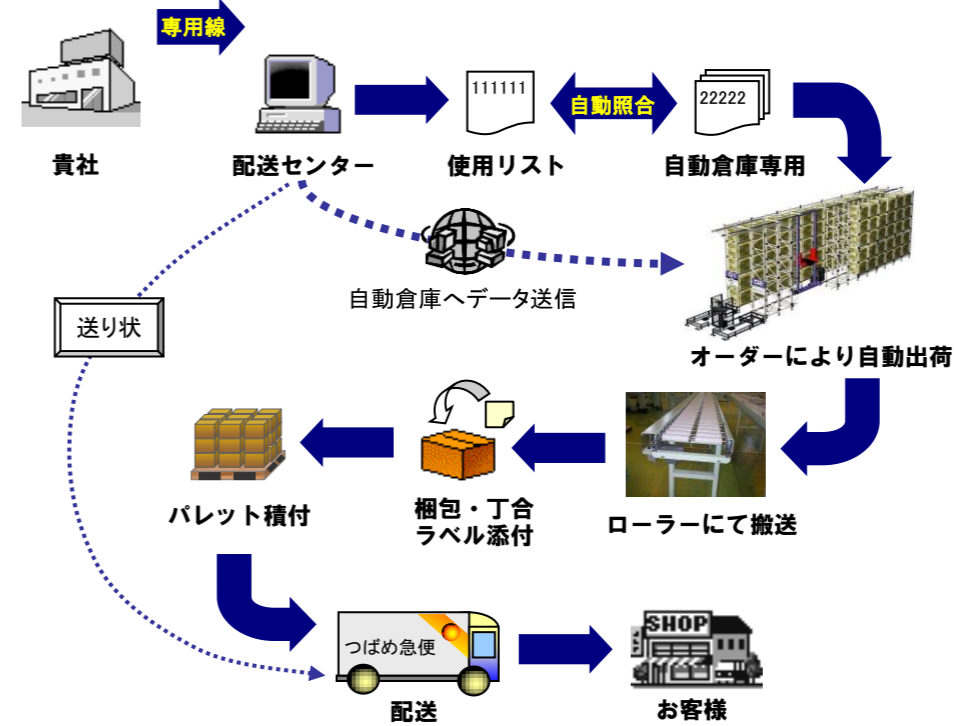 専用線
貴社
配送センター
111111
使用リスト
自動照合
22222
自動倉庫専用
自動倉庫へデータ送信
送り状
オーダーにより自動出荷
ローラーにて搬送
梱包・丁合
ラベル添付
パレット積付
つばめ急便
配送
SHOP
お客様